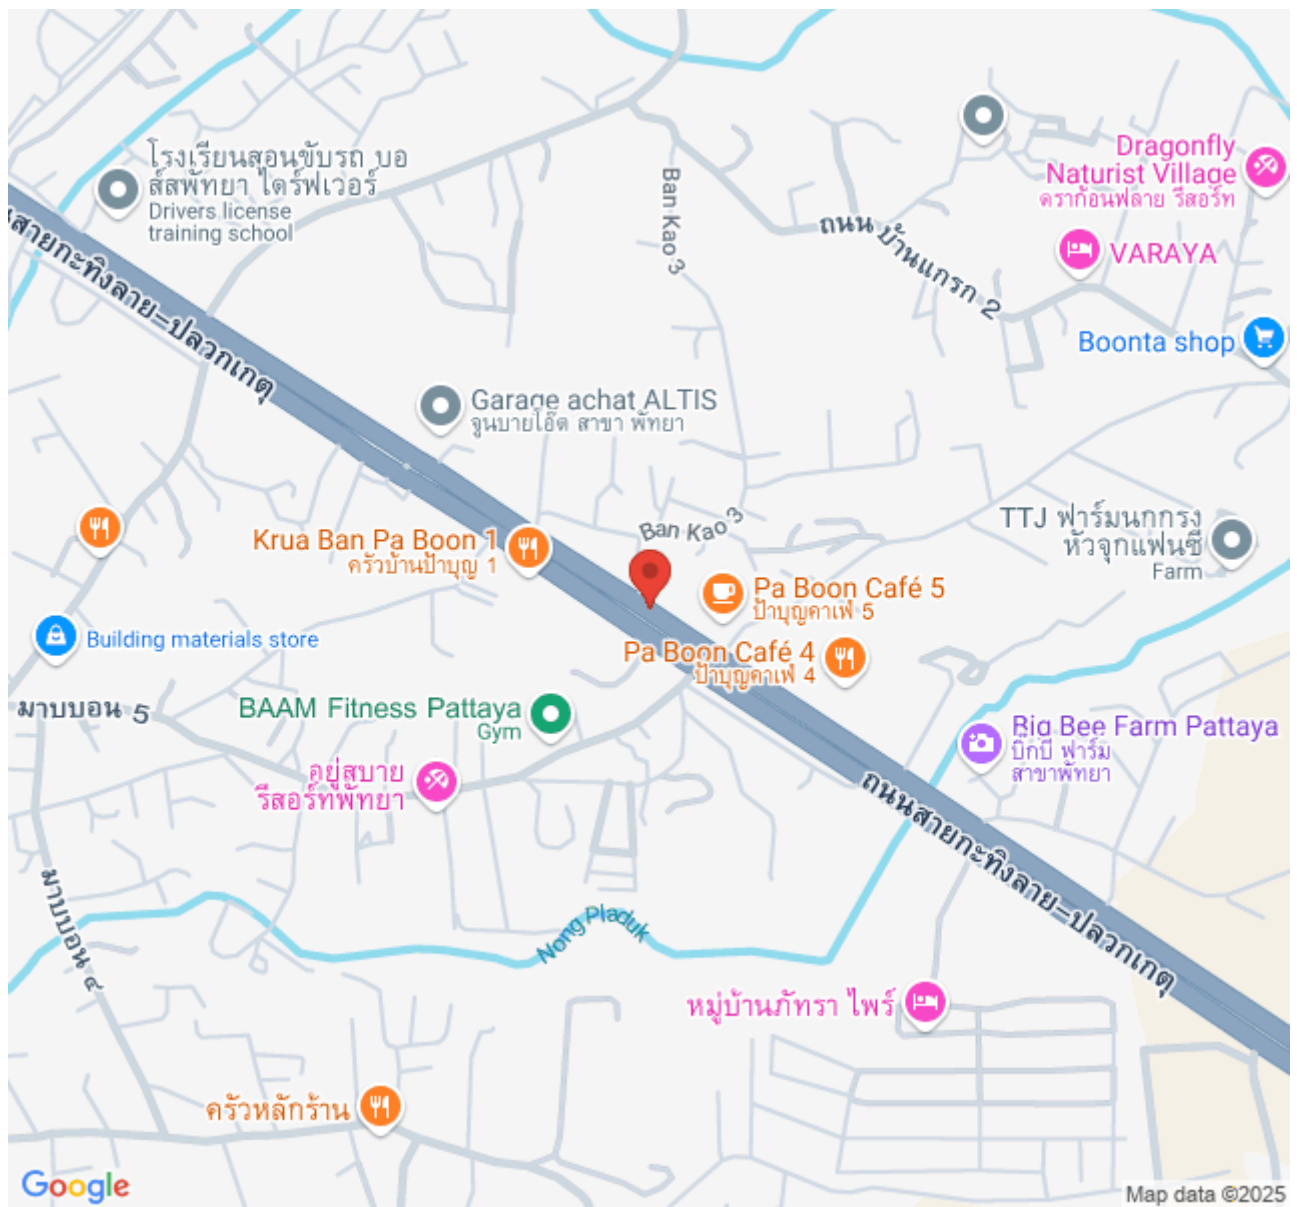 โรงเรียนสอนขับรถ บอ
ส์สพัทยา ไดร์ฟเวอร์
Drivers license
training school
Ban Kao 3
Dragonfly
Naturist Village
ดราก้อนฟลาย รีสอร์ท
ถนน บ้านแกรก 2
VARAYA
นสายกะทิงลาย–ปลวกเกตุ
Boonta shop
Garage achat ALTIS
จูนบายโอ๊ต สาขา พัทยา
Ban Kao 3
TTJ ฟาร์มนกกรง
หัวจุกแฟนซี
Farm
Krua Ban Pa Boon 1
ครัวบ้านป้าบุญ 1
Pa Boon Café 5
ป้าบุญคาเฟ่ 5
Building materials store
Pa Boon Café 4
ป้าบุญคาเฟ่ 4
มาบบอน 5
BAAM Fitness Pattaya
Gym
Big Bee Farm Pattaya
บิ๊กบี ฟาร์ม
สาขาพัทยา
อยู่สบาย
รีสอร์ทพัทยา
ถนนสายกะทิงลาย–ปลวกเกตุ
มาบบอน ๔
Nong Pladuk
หมู่บ้านภัทรา ไพร์
ครัวหลักร้าน
Google
Map data ©2025